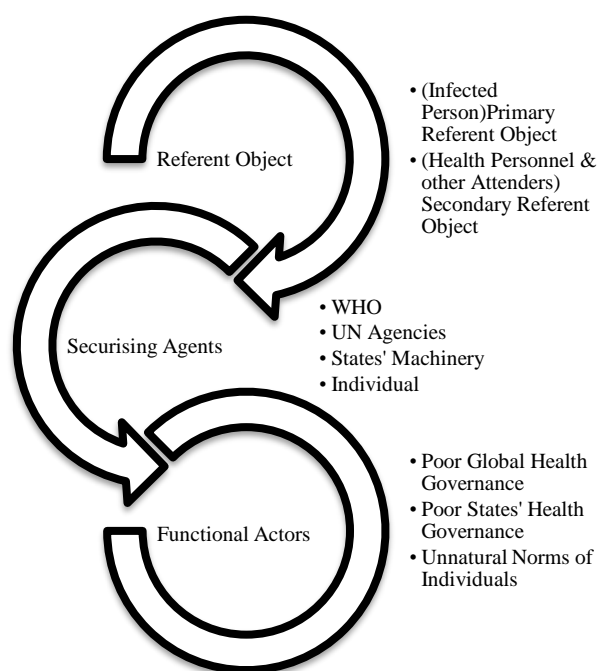 Referent Object
• (Infected
Person)Primary
Referent Object
• (Health Personnel &
other Attenders)
Secondary Referent
Object
Securising Agents
• WHO
• UN Agencies
• States' Machinery
• Individual
Functional Actors
• Poor Global Health
Governance
• Poor States' Health
Governance
• Unnatural Norms of
Individuals